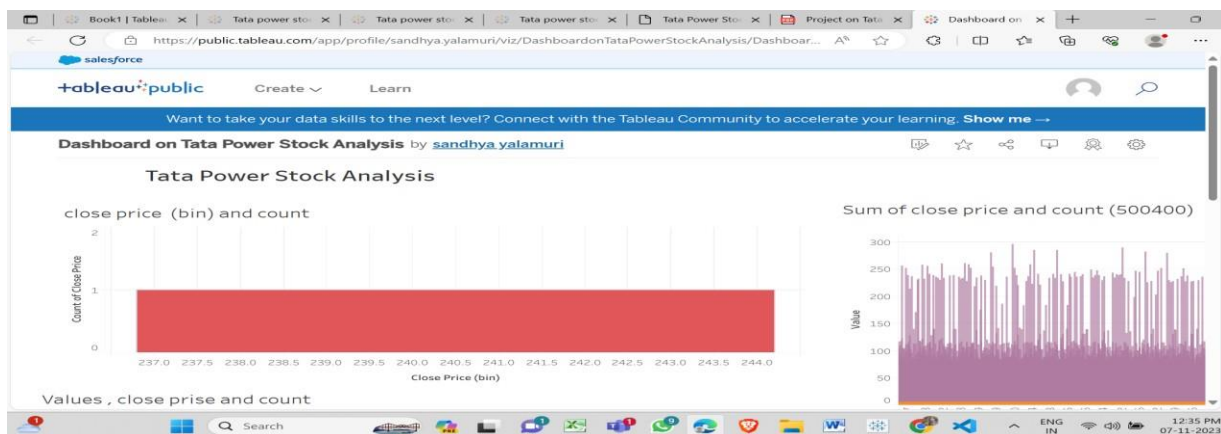 Book1 | Tablea
Tata power sto
Tata power sto
Tata power sto
Tata Power Sto
Project on Tata
Dashboard on
https://public.tableau.com/app/profile/sandhya.yalamuri/viz/DashboardonTataPowerStockAnalysis/Dashboar...
salesforce
+ableau public
Create
Learn
Want to take your data skills to the next level? Connect with the Tableau Community to accelerate your learning. Show me →
Dashboard on Tata Power Stock Analysis by sandhya yalamuri
Tata Power Stock Analysis
close price (bin) and count
2
1
0
Count of Close Price
237.0 237.5 238.0 238.5 239.0 239.5 240.0 240.5 241.0 241.5 242.0 242.5 243.0 243.5 244.0
Close Price (bin)
Sum of close price and count (500400)
300
250
200
150
100
50
0
Value
Values , close prise and count
Search
ENG
IN
12:35 PM
07-11-2023